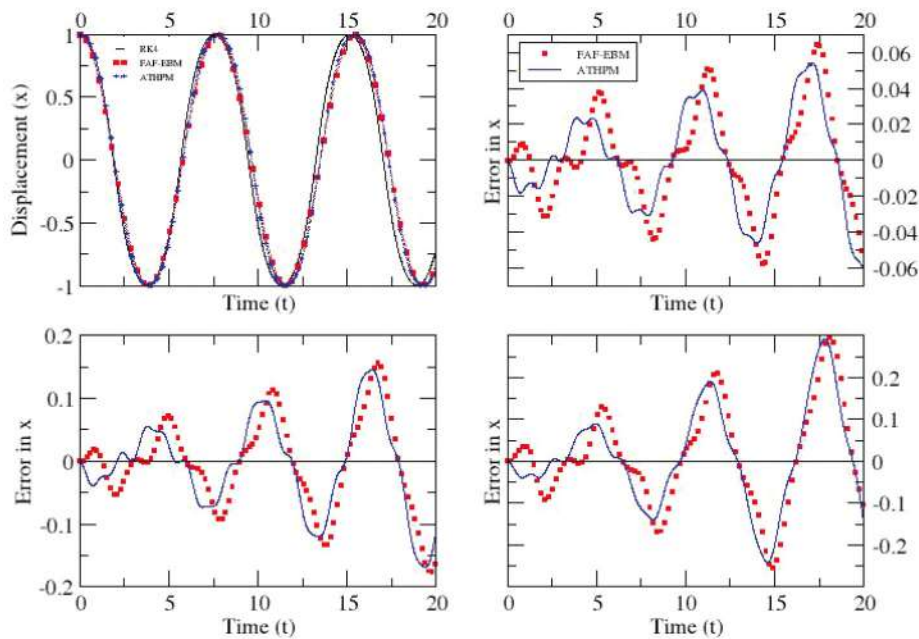 0 5 10 15 20
1
0.5
0
-0.5
-1
Displacement (x)
RK4
FAF-EBM
ATHPM
Time (t)
0 5 10 15 20
FAF-EBM
ATHPM
Error in x
0.06
0.04
0.02
0
-0.02
-0.04
-0.06
Time (t)
0.2
0.1
0
-0.1
-0.2
Error in x
0 5 10 15 20
Time (t)
Error in x
0.2
0.1
0
-0.1
-0.2
0 5 10 15 20
Time (t)